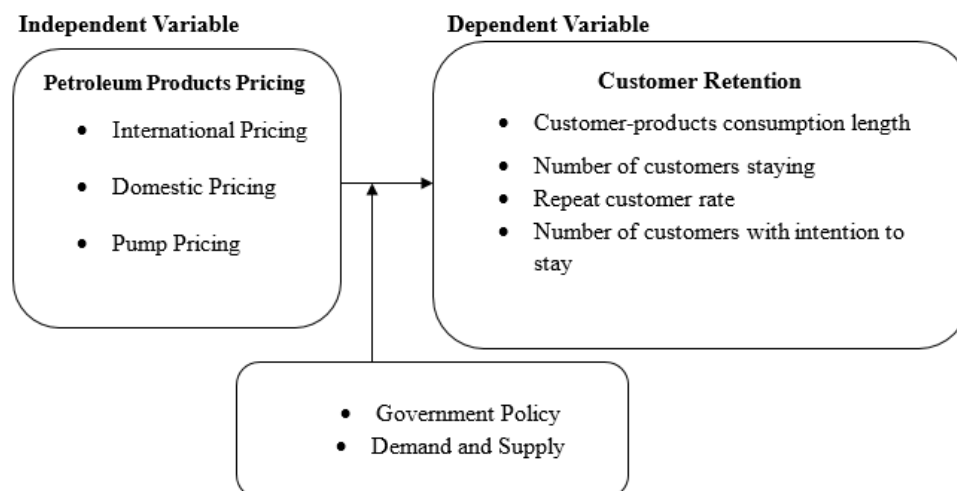 Independent Variable
Petroleum Products Pricing
• International Pricing
• Domestic Pricing
• Pump Pricing
Dependent Variable
Customer Retention
• Customer-products consumption length
• Number of customers staying
• Repeat customer rate
• Number of customers with intention to
stay
• Government Policy
• Demand and Supply